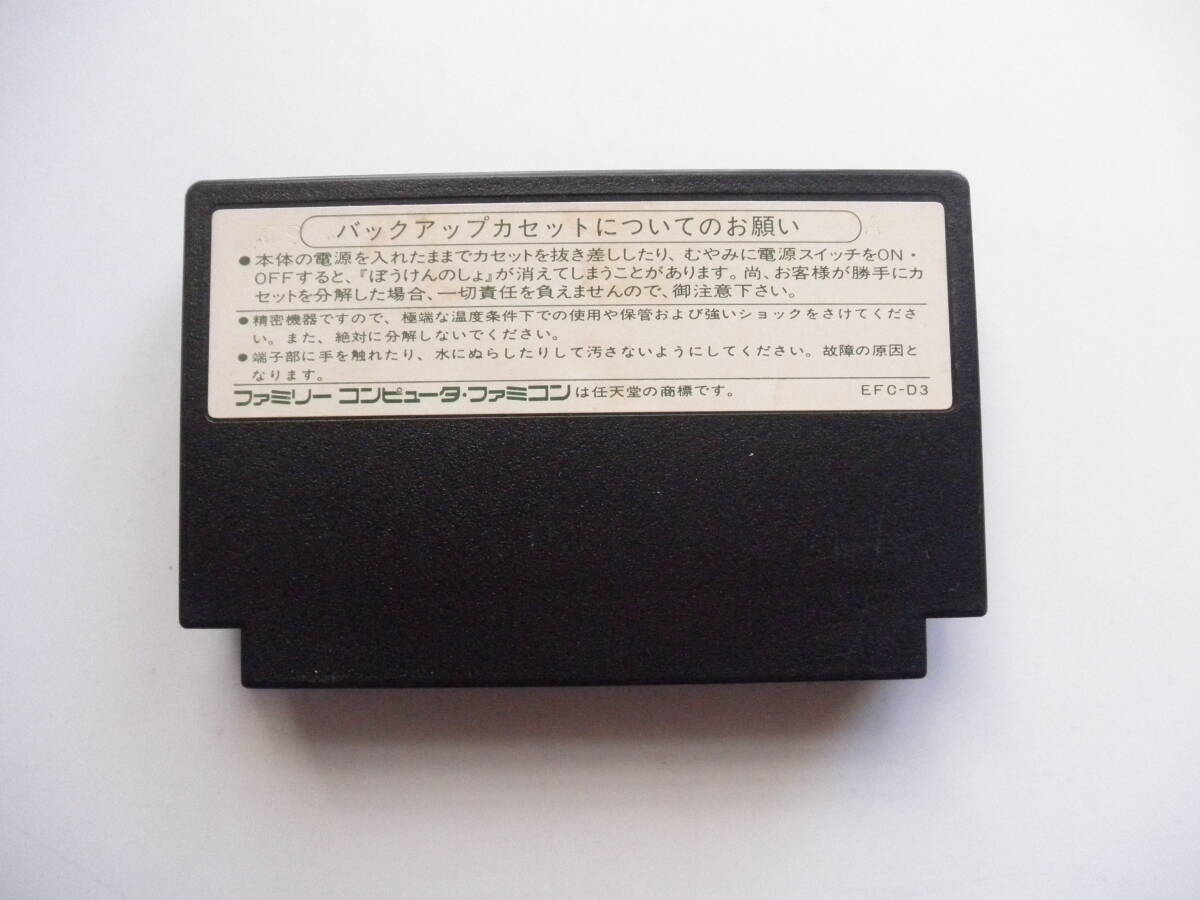 バックアップカセットについてのお願い
●本体の電源を入れたままでカセットを抜き差ししたり、むやみに電源スイッチをON・
OFFすると、『ぼうけんのしょ』が消えてしまうことがあります。尚、お客様が勝手にカ
セットを分解した場合、一切責任を負えませんので、御注意下さい。
●精密機器ですので、極端な温度条件下での使用や保管および強いショックをさけてくださ
い。また、絶対に分解しないでください。
●端子部に手を触れたり、水にぬらしたりして汚さないようにしてください。故障の原因と
なります。
ファミリーコンピュータ・ファミコンは任天堂の商標です。 EFC-D3